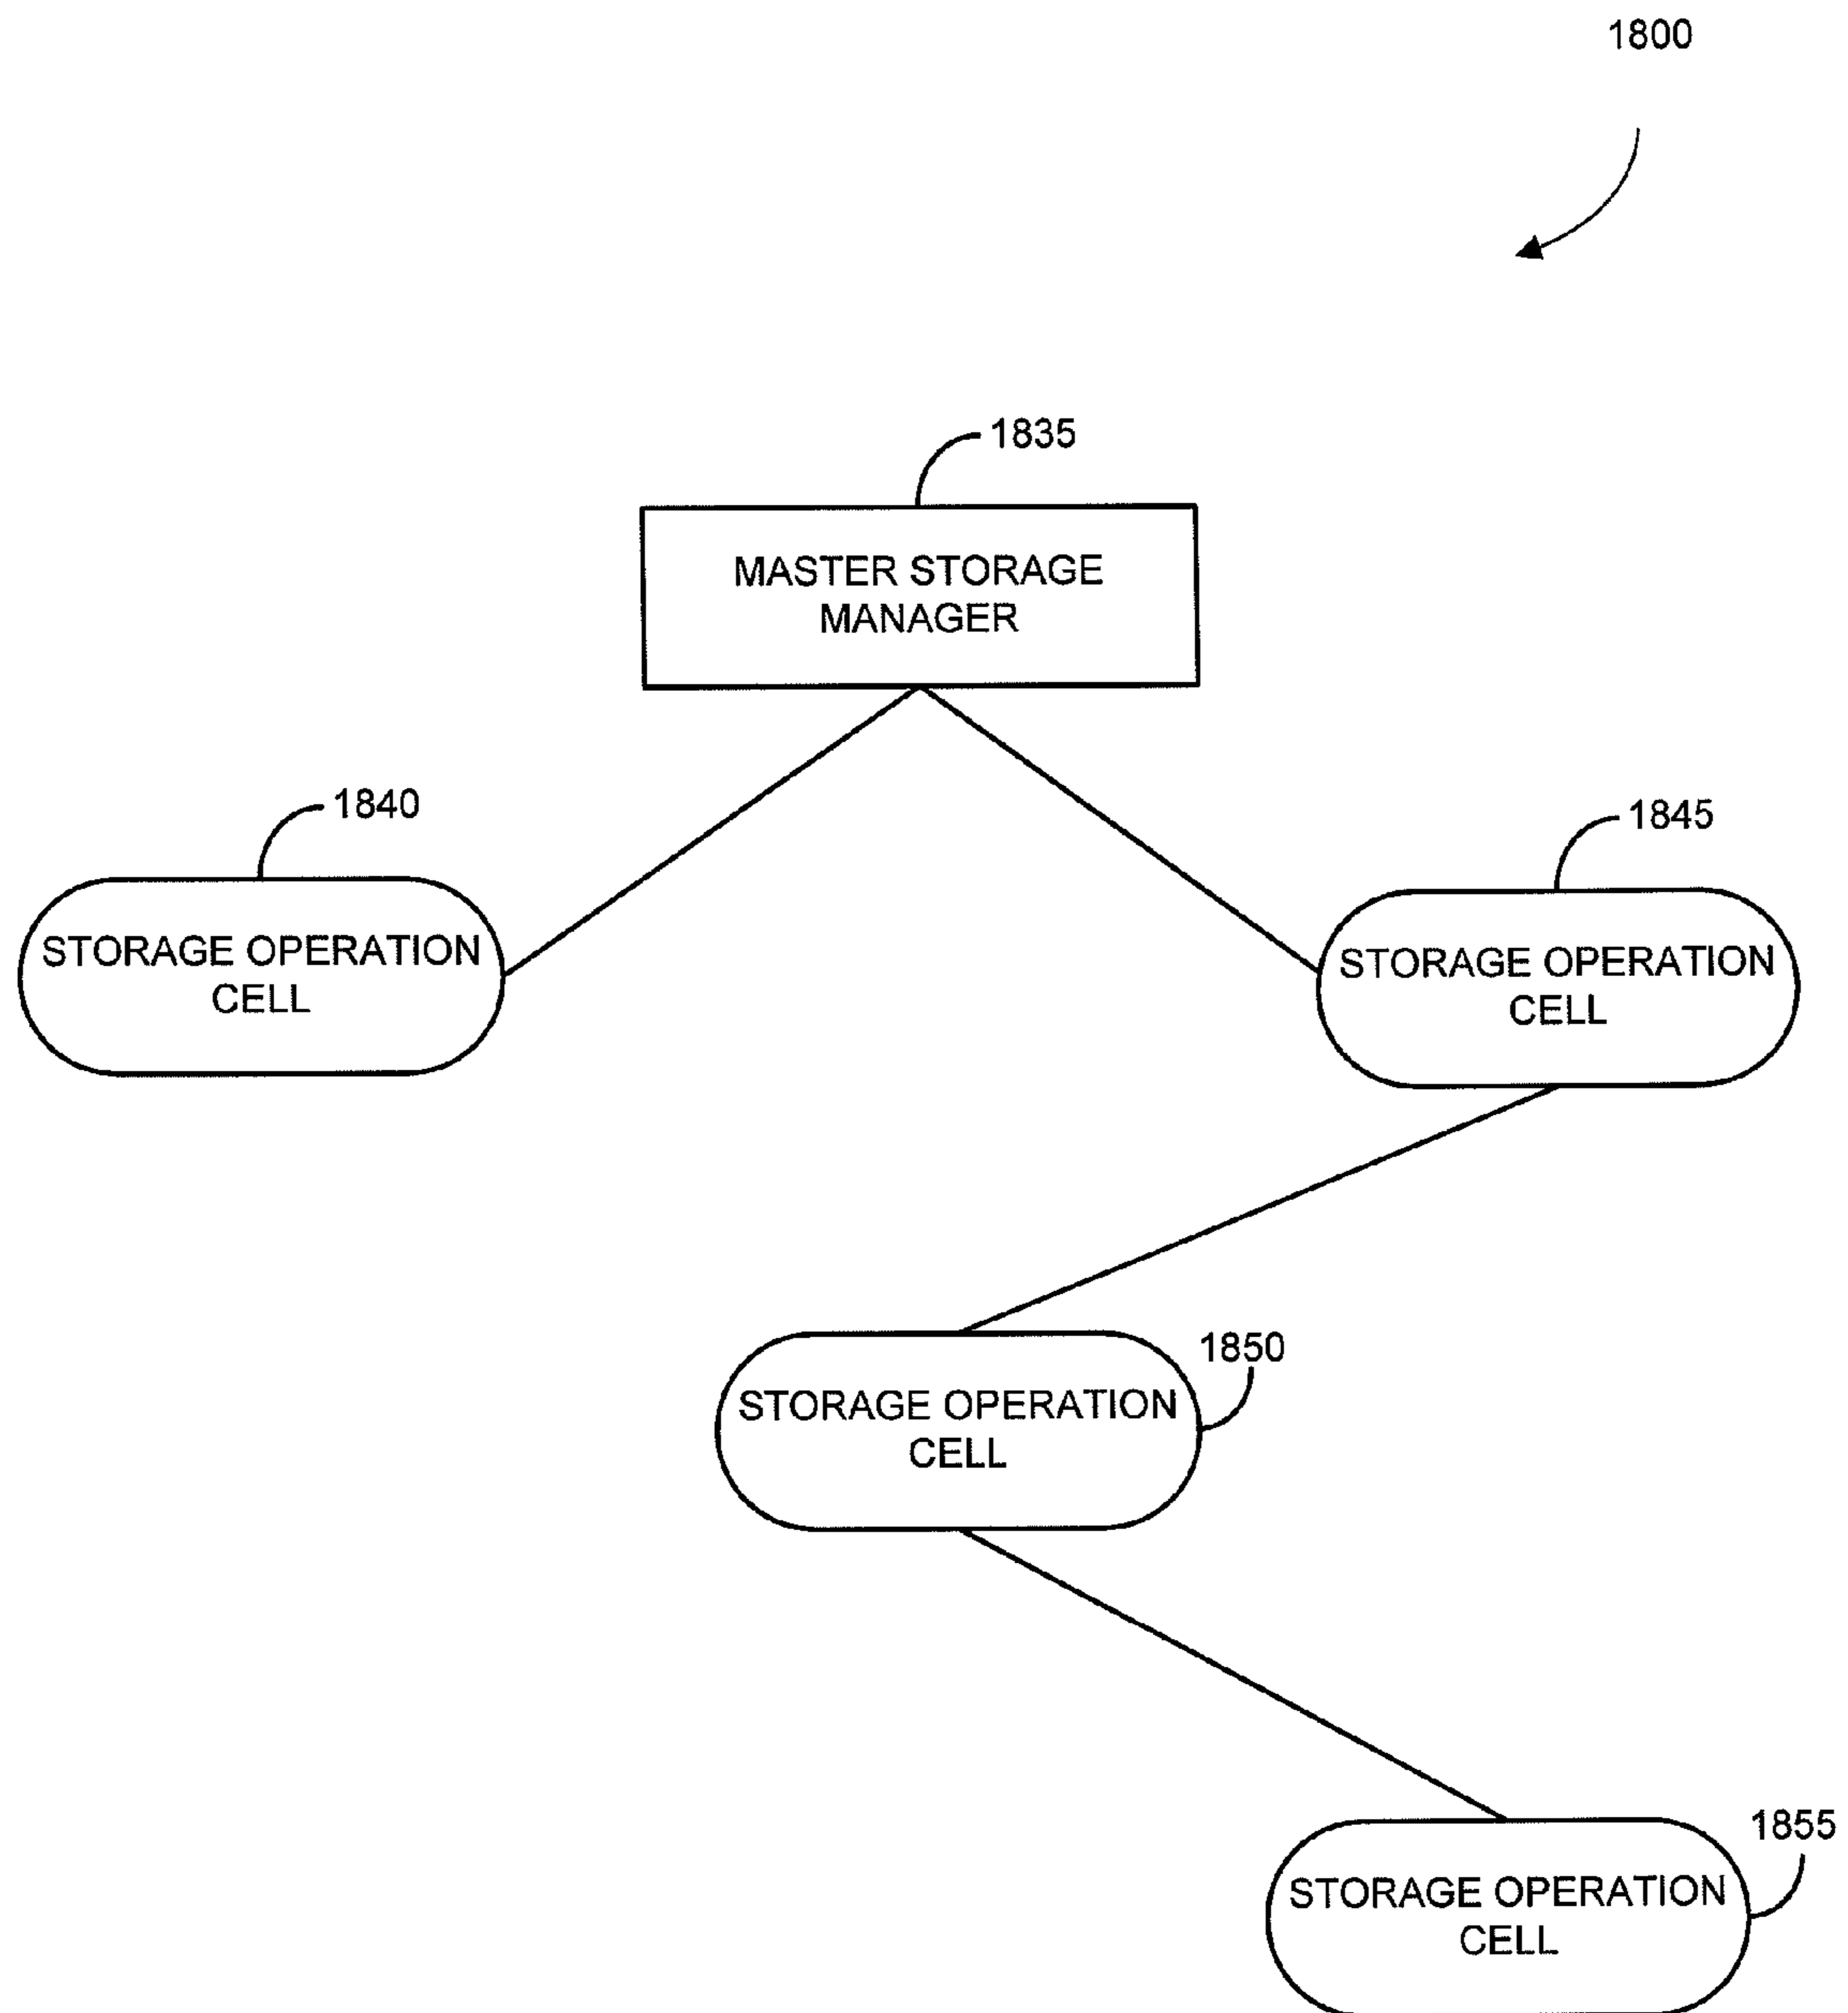 1800
1835
MASTER STORAGE
MANAGER
1840
1845
STORAGE OPERATION
CELL
STORAGE OPERATION
CELL
1850
STORAGE OPERATION
CELL
1855
STORAGE OPERATION
CELL